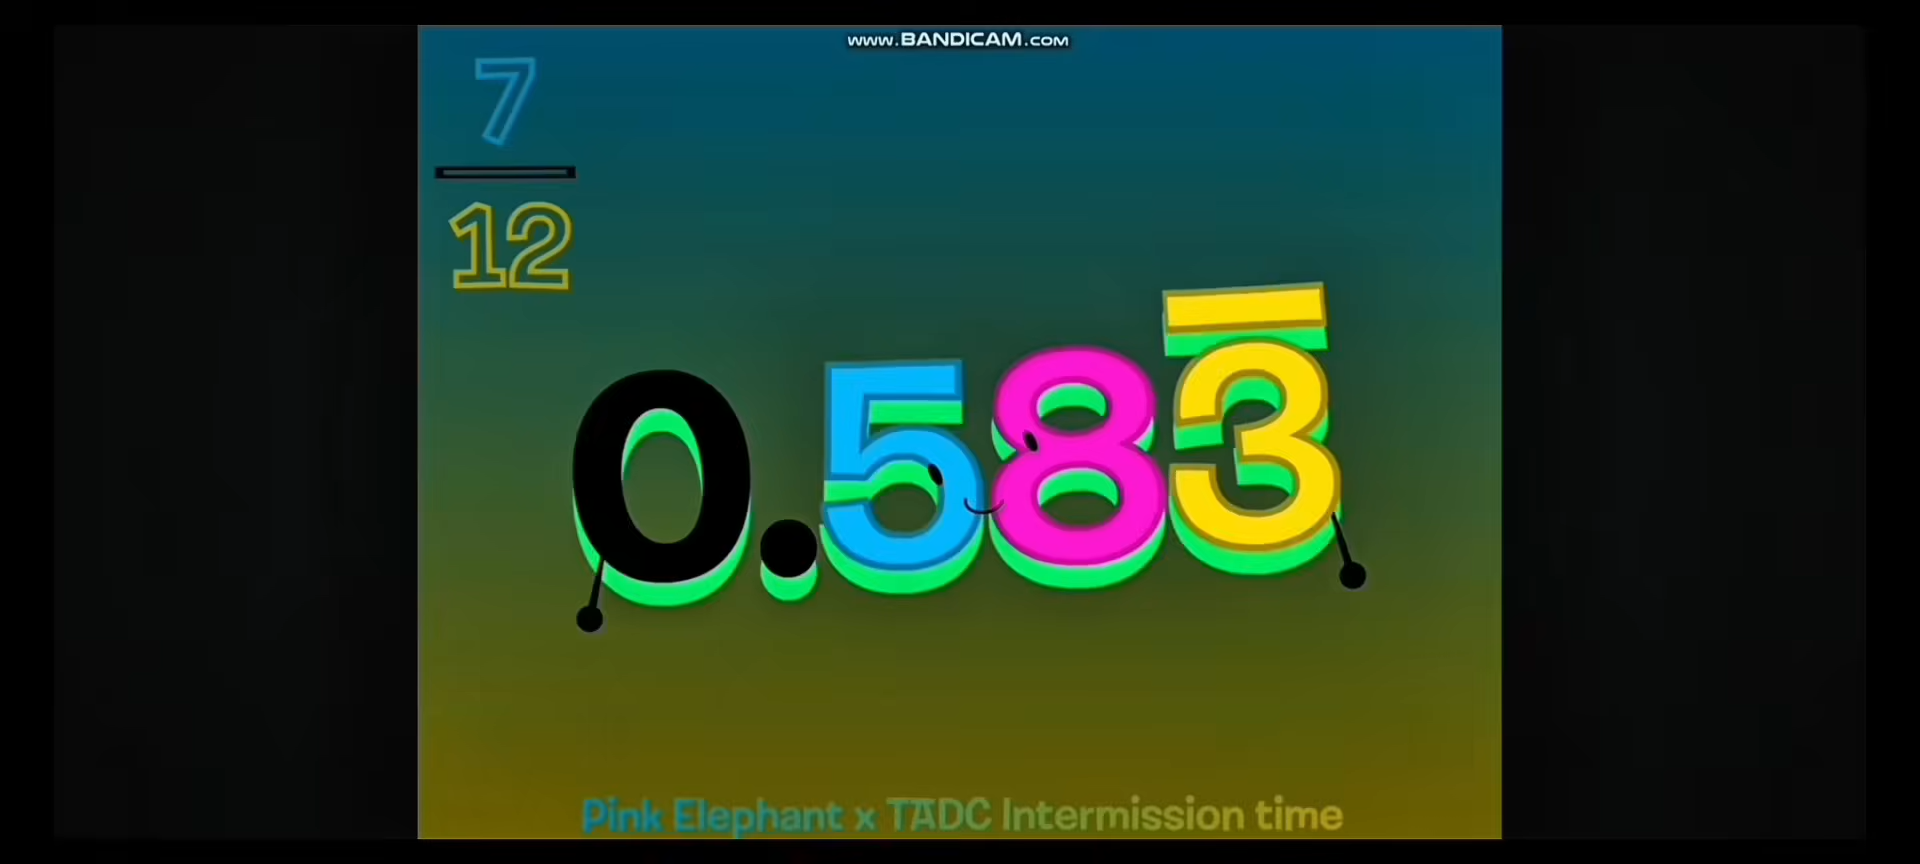 www.BANDICAM.com
7
12
0.583̅
Pink Elephant x TADC Intermission time